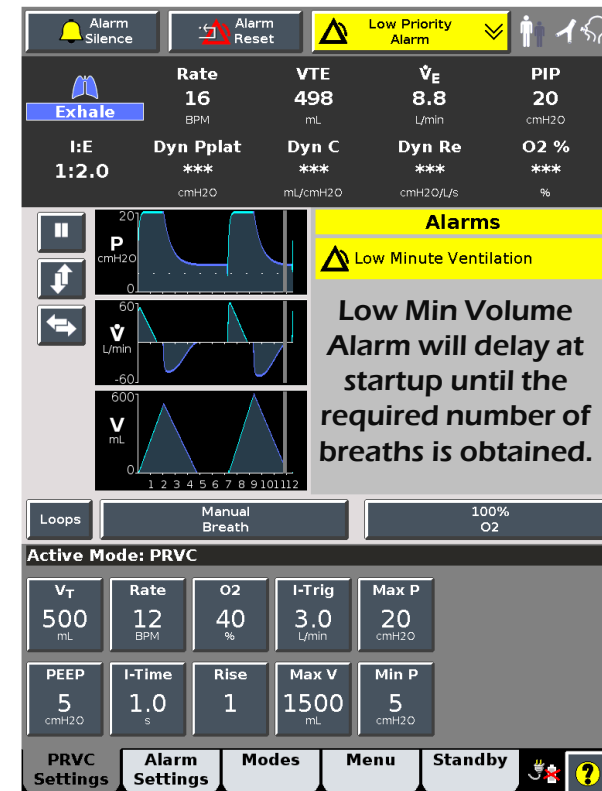 Alarm Silence
Alarm Reset
Low Priority Alarm
Exhale
Rate
16
BPM
VTE
498
mL
V̇E
8.8
L/min
PIP
20
cmH2O
I:E
1:2.0
Dyn Pplat
***
cmH2O
Dyn C
***
mL/cmH2O
Dyn Re
***
cmH2O/L/s
O2 %
***
%
P
cmH2O
20
0
V̇
L/min
60
-60
V
mL
600
0
1 2 3 4 5 6 7 8 9 10 11 12
Alarms
Low Minute Ventilation
Low Min Volume
Alarm will delay at
startup until the
required number of
breaths is obtained.
Loops
Manual
Breath
100%
O2
Active Mode: PRVC
VT
500
mL
Rate
12
BPM
O2
40
%
I-Trig
3.0
L/min
Max P
20
cmH2O
PEEP
5
cmH2O
I-Time
1.0
s
Rise
1
Max V
1500
mL
Min P
5
cmH2O
PRVC
Settings
Alarm
Settings
Modes
Menu
Standby
?